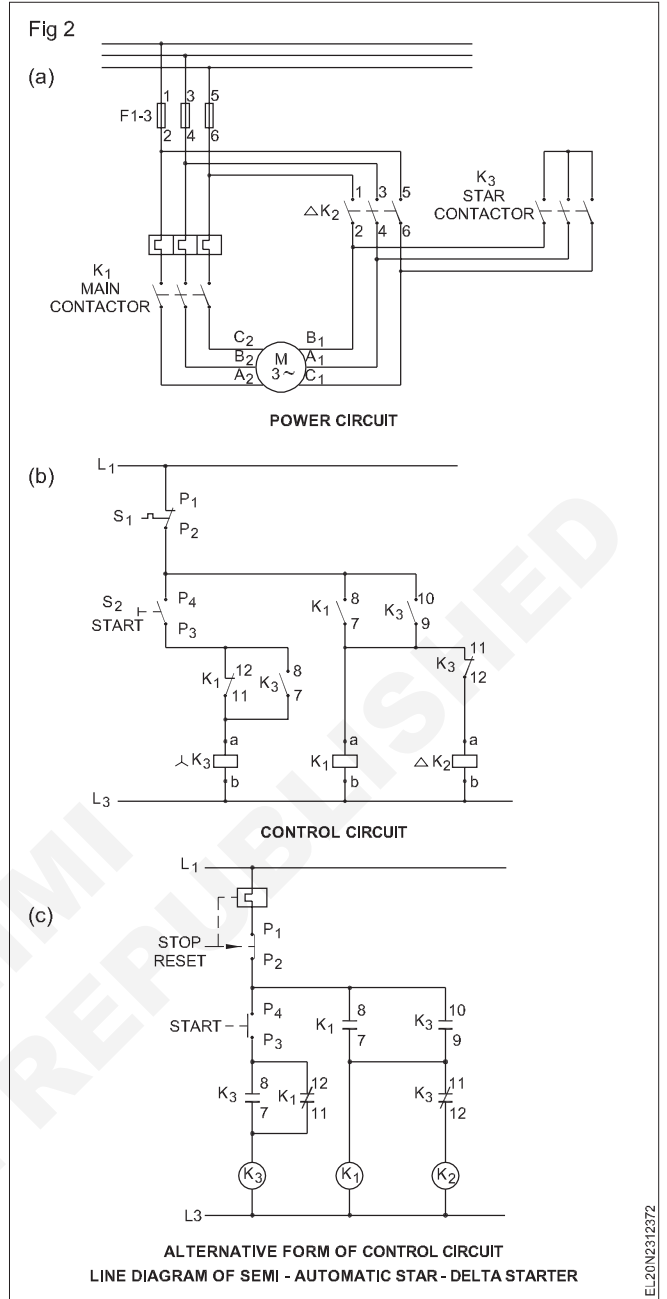 Fig 2
(a)
1 3 5
F1-3
2 4 6
K3
STAR
CONTACTOR
1 3 5
△K2
2 4 6
K1
MAIN
CONTACTOR
C2 B1
B2 M A1
A2 3~ C1
POWER CIRCUIT
(b)
L1
P1
S1
P2
S2
START
P4
P3
K1 8
7
K3 10
9
K1 12
11
K3 8
7
K3 11
12
a a a
K3 K1 △K2
b b b
L3
CONTROL CIRCUIT
(c)
L1
STOP
RESET
P1
P2
START
P4
P3
K1 8
7
K3 10
9
K3 8
7
K1 12
11
K3 11
12
K3 K1 K2
L3
ALTERNATIVE FORM OF CONTROL CIRCUIT
LINE DIAGRAM OF SEMI - AUTOMATIC STAR - DELTA STARTER
EL20N2312372
REPUBLISHED